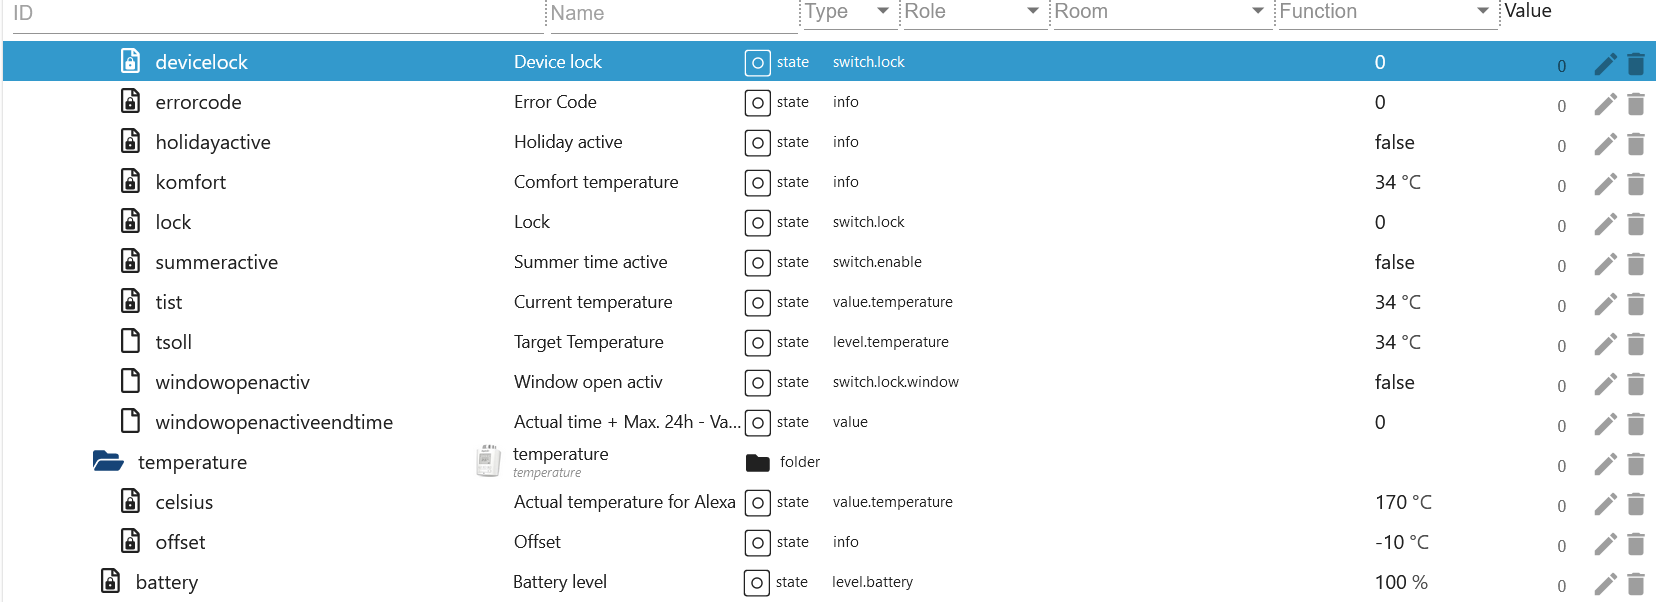 ID Name Type Role Room Function Value
devicelock Device lock state switch.lock 0 0
errorcode Error Code state info 0 0
holidayactive Holiday active state info false 0
komfort Comfort temperature state info 34 °C 0
lock Lock state switch.lock 0 0
summeractive Summer time active state switch.enable false 0
tist Current temperature state value.temperature 34 °C 0
tsoll Target Temperature state level.temperature 34 °C 0
windowopenactiv Window open activ state switch.lock.window false 0
windowopenactiveendtime Actual time + Max. 24h - Va... state value 0 0
temperature temperature folder 0
temperature
celsius Actual temperature for Alexa state value.temperature 170 °C 0
offset Offset state info -10 °C 0
battery Battery level state level.battery 100 % 0